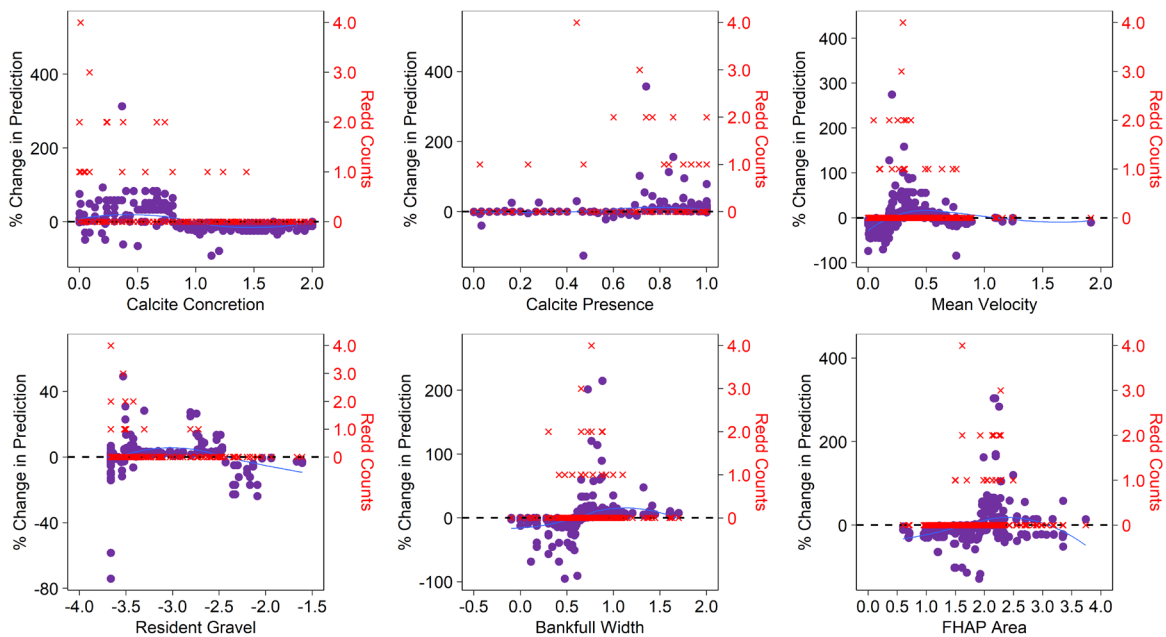 % Change in Prediction
400
200
0
4.0
3.0
2.0
1.0
0
Redd Counts
0.0 0.5 1.0 1.5 2.0
Calcite Concretion
% Change in Prediction
400
200
0
4.0
3.0
2.0
1.0
0
Redd Counts
0.0 0.2 0.4 0.6 0.8 1.0
Calcite Presence
% Change in Prediction
400
300
200
100
0
-100
4.0
3.0
2.0
1.0
0
Redd Counts
0.0 0.5 1.0 1.5 2.0
Mean Velocity
% Change in Prediction
40
0
-40
-80
4.0
3.0
2.0
1.0
0
Redd Counts
-4.0 -3.5 -3.0 -2.5 -2.0 -1.5
Resident Gravel
% Change in Prediction
200
100
0
-100
4.0
3.0
2.0
1.0
0
Redd Counts
-0.5 0.0 0.5 1.0 1.5 2.0
Bankfull Width
% Change in Prediction
400
300
200
100
0
-100
4.0
3.0
2.0
1.0
0
Redd Counts
0.0 0.5 1.0 1.5 2.0 2.5 3.0 3.5 4.0
FHAP Area